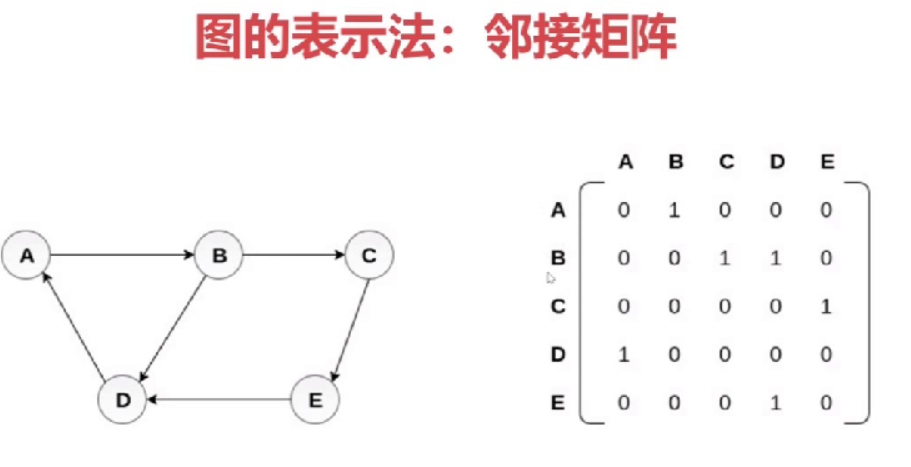 图的表示法：邻接矩阵
A B C D E
A 0 1 0 0 0
B 0 0 1 1 0
C 0 0 0 0 1
D 1 0 0 0 0
E 0 0 0 1 0
A B C
D E